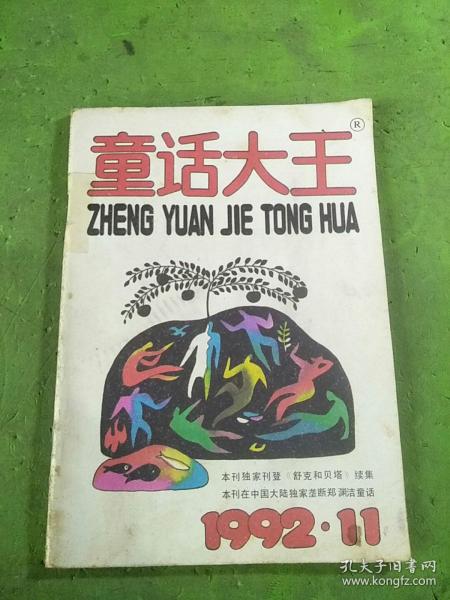 童话大王®
ZHENG YUAN JIE TONG HUA
本刊独家刊登《舒克和贝塔》续集
本刊在中国大陆独家垄断郑渊洁童话
1992·11
孔夫子旧书网
www.kongfz.com